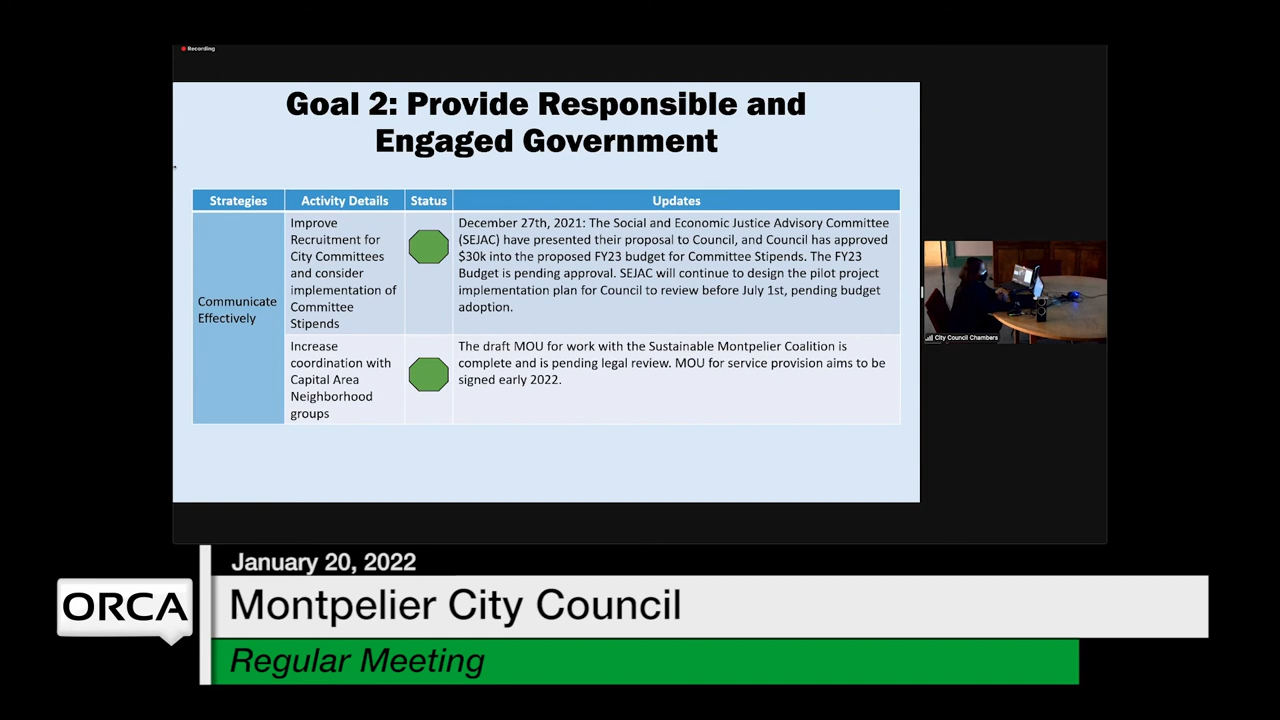 Recording
Goal 2: Provide Responsible and
Engaged Government
Strategies
Activity Details
Status
Updates
Communicate
Effectively
Improve
Recruitment for
City Committees
and consider
implementation of
Committee
Stipends
December 27th, 2021: The Social and Economic Justice Advisory Committee
(SEJAC) have presented their proposal to Council, and Council has approved
$30k into the proposed FY23 budget for Committee Stipends. The FY23
Budget is pending approval. SEJAC will continue to design the pilot project
implementation plan for Council to review before July 1st, pending budget
adoption.
Increase
coordination with
Capital Area
Neighborhood
groups
The draft MOU for work with the Sustainable Montpelier Coalition is
complete and is pending legal review. MOU for service provision aims to be
signed early 2022.
City Council Chambers
January 20, 2022
ORCA
Montpelier City Council
Regular Meeting